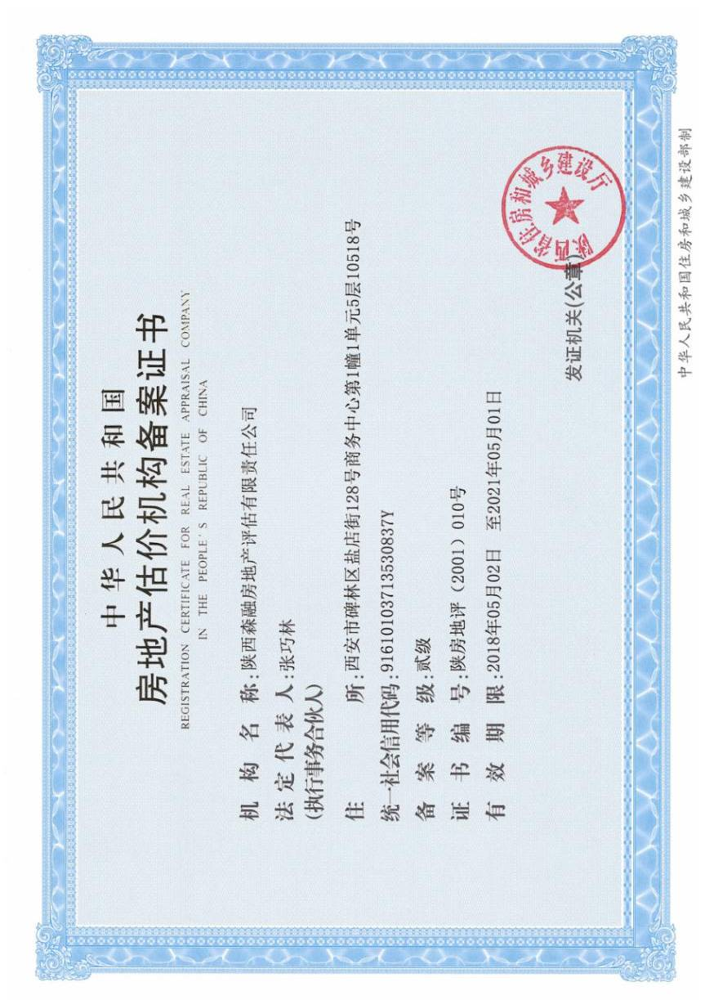 中华人民共和国
房地产估价机构备案证书
REGISTRATION CERTIFICATE FOR REAL ESTATE APPRAISAL COMPANY
IN THE PEOPLE'S REPUBLIC OF CHINA
机构名称:陕西森融房地产评估有限责任公司
法定代表人:张巧林
(执行事务合伙人)
住所:西安市碑林区盐店街128号商务中心第1幢1单元5层10518号
统一社会信用代码:91610103713530837Y
备案等级:贰级
证书编号:陕房地评(2001)010号
有效期限:2018年05月02日 至2021年05月01日
发证机关(公章)
陕西省住房和城乡建设厅
中华人民共和国住房和城乡建设部制